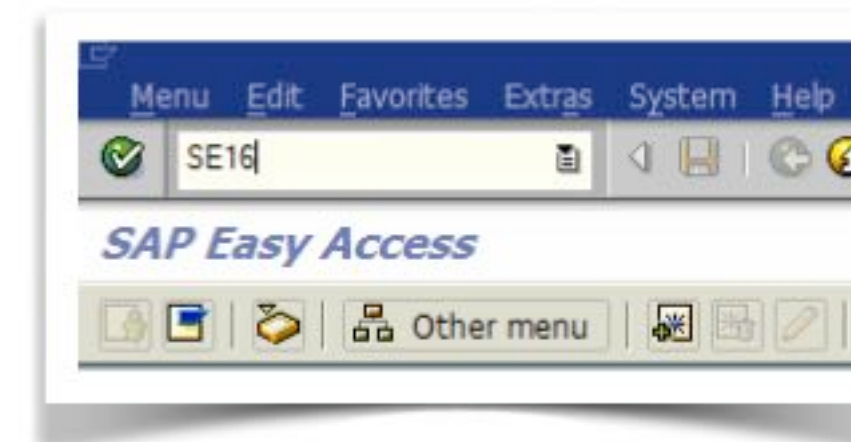 Menu Edit Favorites Extras System Help
SE16
SAP Easy Access
Other menu